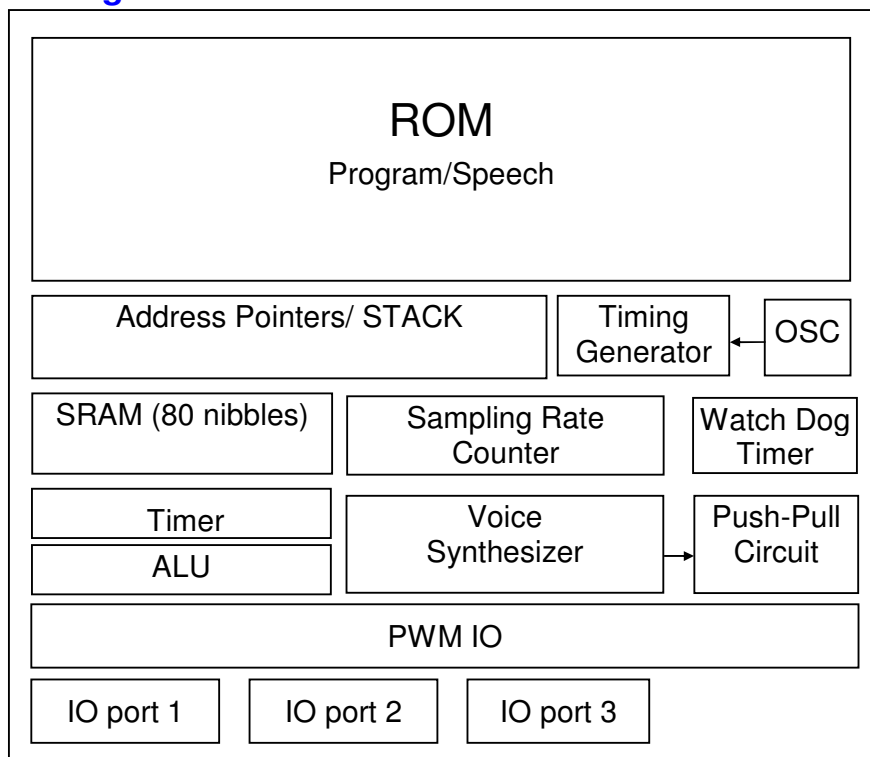 ROM
Program/Speech
Address Pointers/ STACK
Timing
Generator
OSC
SRAM (80 nibbles)
Sampling Rate
Counter
Watch Dog
Timer
Timer
ALU
Voice
Synthesizer
Push-Pull
Circuit
PWM IO
IO port 1
IO port 2
IO port 3